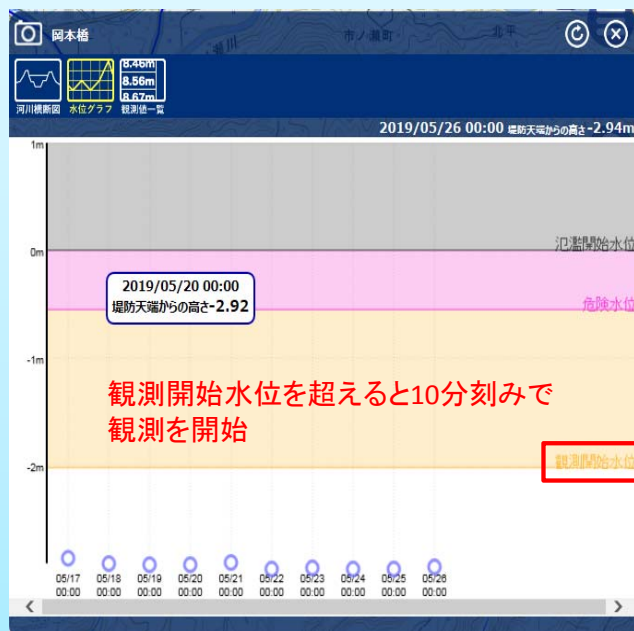 岡本橋
市ノ瀬町
北平
8.46m
8.56m
8.67m
河川横断図 水位グラフ 観測値一覧
2019/05/26 00:00 堤防天端からの高さ-2.94m
1m
氾濫開始水位
0m
2019/05/20 00:00
堤防天端からの高さ-2.92
危険水位
-1m
観測開始水位を超えると10分刻みで
観測を開始
観測開始水位
-2m
05/17 05/18 05/19 05/20 05/21 05/22 05/23 05/24 05/25 05/26
00:00 00:00 00:00 00:00 00:00 00:00 00:00 00:00 00:00 00:00